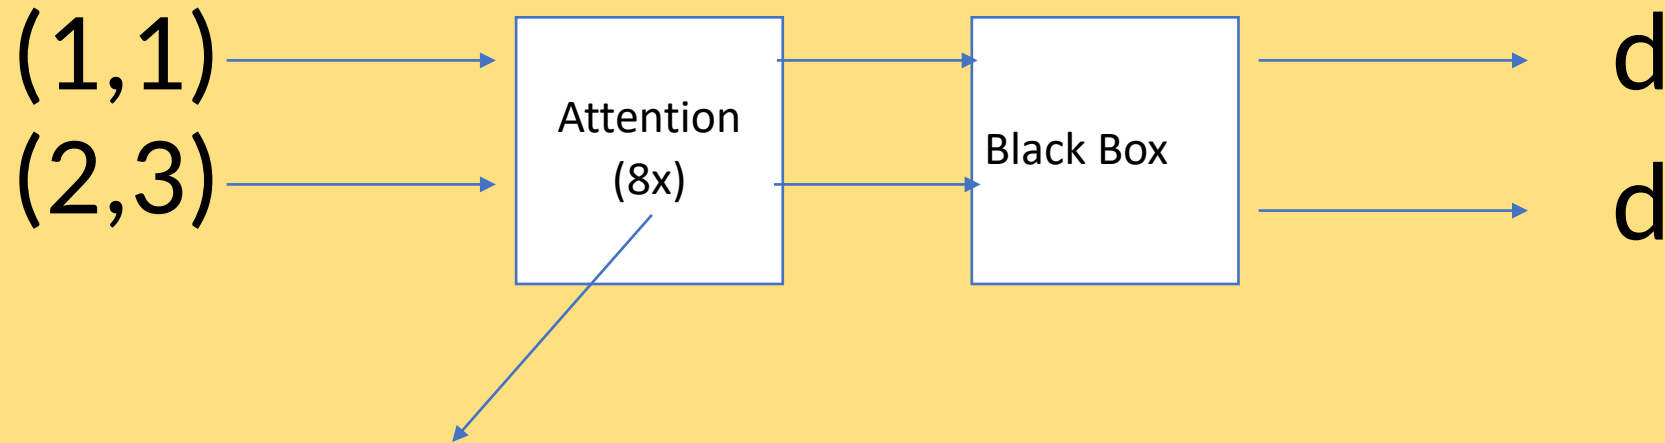 (1,1)
(2,3)
Attention
(8x)
Black Box
d
d